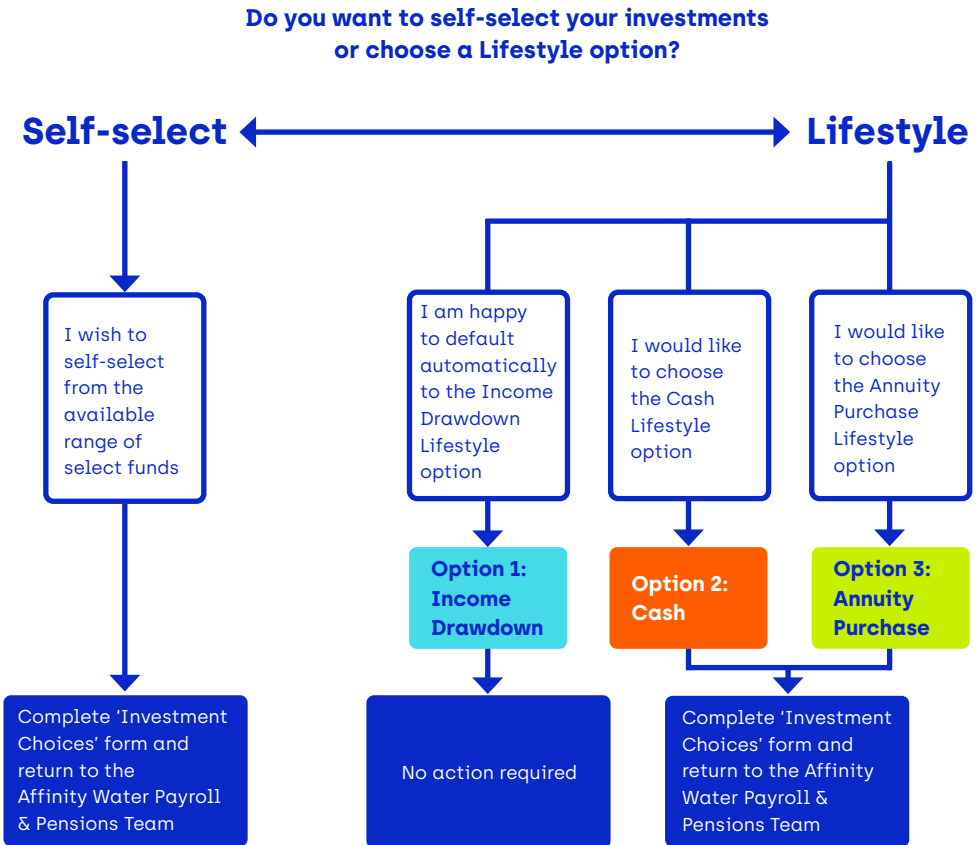 Do you want to self-select your investments
or choose a Lifestyle option?
Self-select
Lifestyle
I wish to
self-select
from the
available
range of
select funds
I am happy
to default
automatically
to the Income
Drawdown
Lifestyle
option
I would like
to choose
the Cash
Lifestyle
option
I would like
to choose
the Annuity
Purchase
Lifestyle
option
Option 1:
Income
Drawdown
Option 2:
Cash
Option 3:
Annuity
Purchase
Complete ‘Investment
Choices’ form and
return to the
Affinity Water Payroll
& Pensions Team
No action required
Complete ‘Investment
Choices’ form and
return to the Affinity
Water Payroll &
Pensions Team